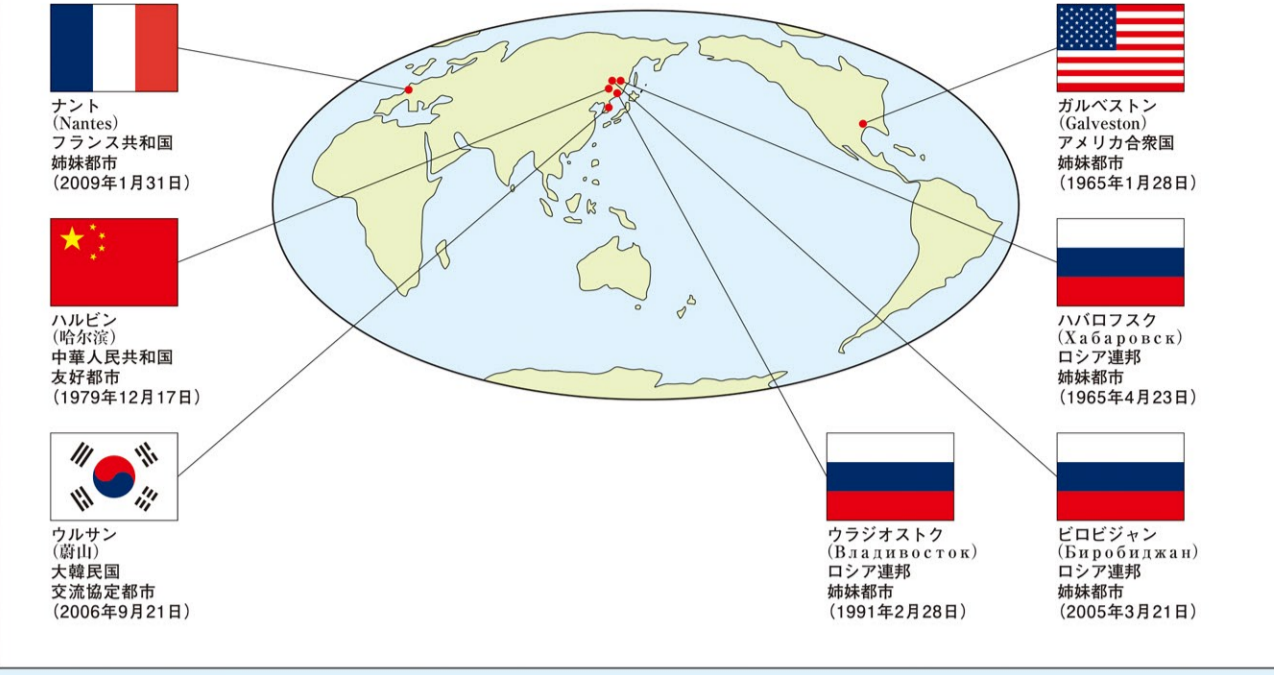 ナント
(Nantes)
フランス共和国
姉妹都市
(2009年1月31日)
ハルビン
(哈尔滨)
中華人民共和国
友好都市
(1979年12月17日)
ウルサン
(蔚山)
大韓民国
交流協定都市
(2006年9月21日)
ガルベストン
(Galveston)
アメリカ合衆国
姉妹都市
(1965年1月28日)
ハバロフスク
(Хабаровск)
ロシア連邦
姉妹都市
(1965年4月23日)
ウラジオストク
(Владивосток)
ロシア連邦
姉妹都市
(1991年2月28日)
ビロビジャン
(Биробиджан)
ロシア連邦
姉妹都市
(2005年3月21日)